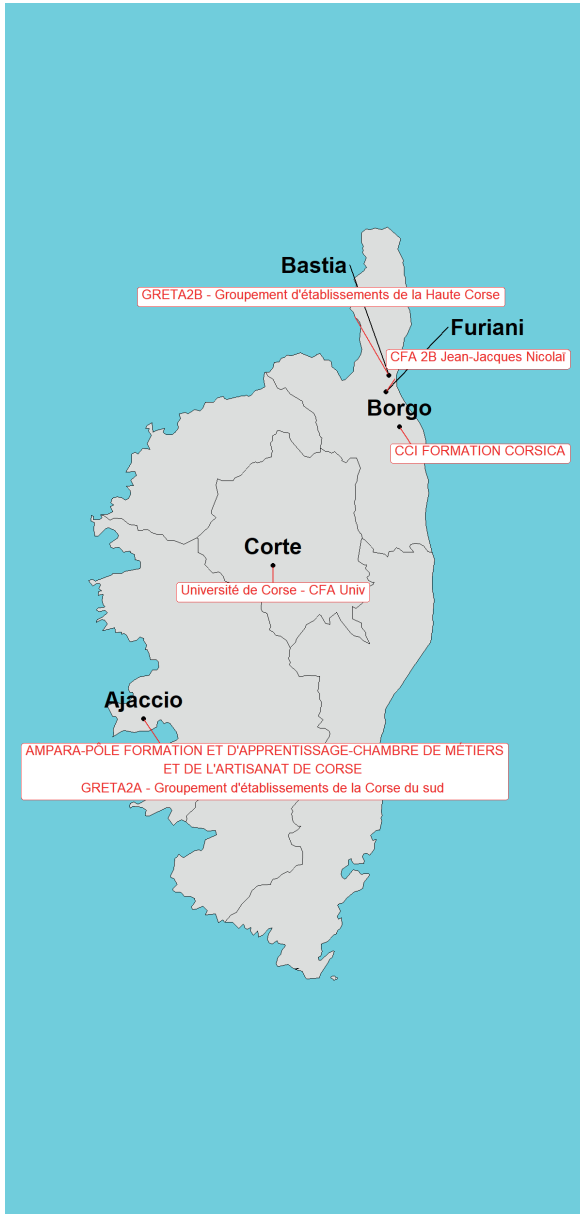 Bastia
GRETA2B - Groupement d'établissements de la Haute Corse
Furiani
CFA 2B Jean-Jacques Nicolaï
Borgo
CCI FORMATION CORSICA
Corte
Université de Corse - CFA Univ
Ajaccio
AMPARA-PÔLE FORMATION ET D'APPRENTISSAGE-CHAMBRE DE MÉTIERS
ET DE L'ARTISANAT DE CORSE
GRETA2A - Groupement d'établissements de la Corse du sud